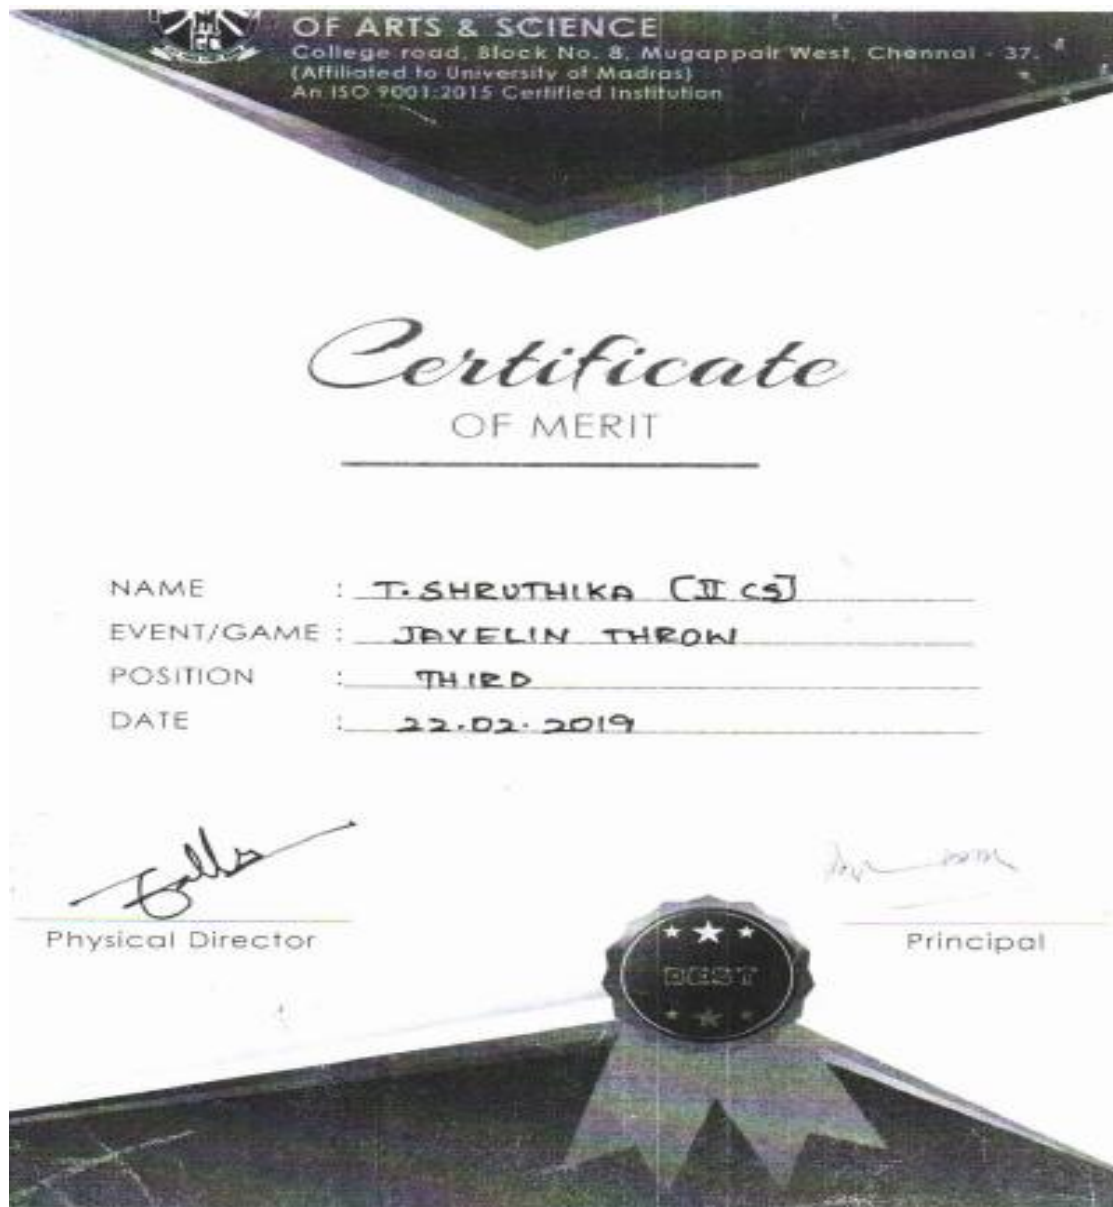 OF ARTS & SCIENCE
College road, Block No. 8, Mugappair West, Chennai - 37.
(Affiliated to University of Madras)
An ISO 9001:2015 Certified Institution
Certificate
OF MERIT
NAME : T. SHRUTHIKA [II CS]
EVENT/GAME : JAVELIN THROW
POSITION : THIRD
DATE : 22.02.2019
Physical Director
Principal
BEST